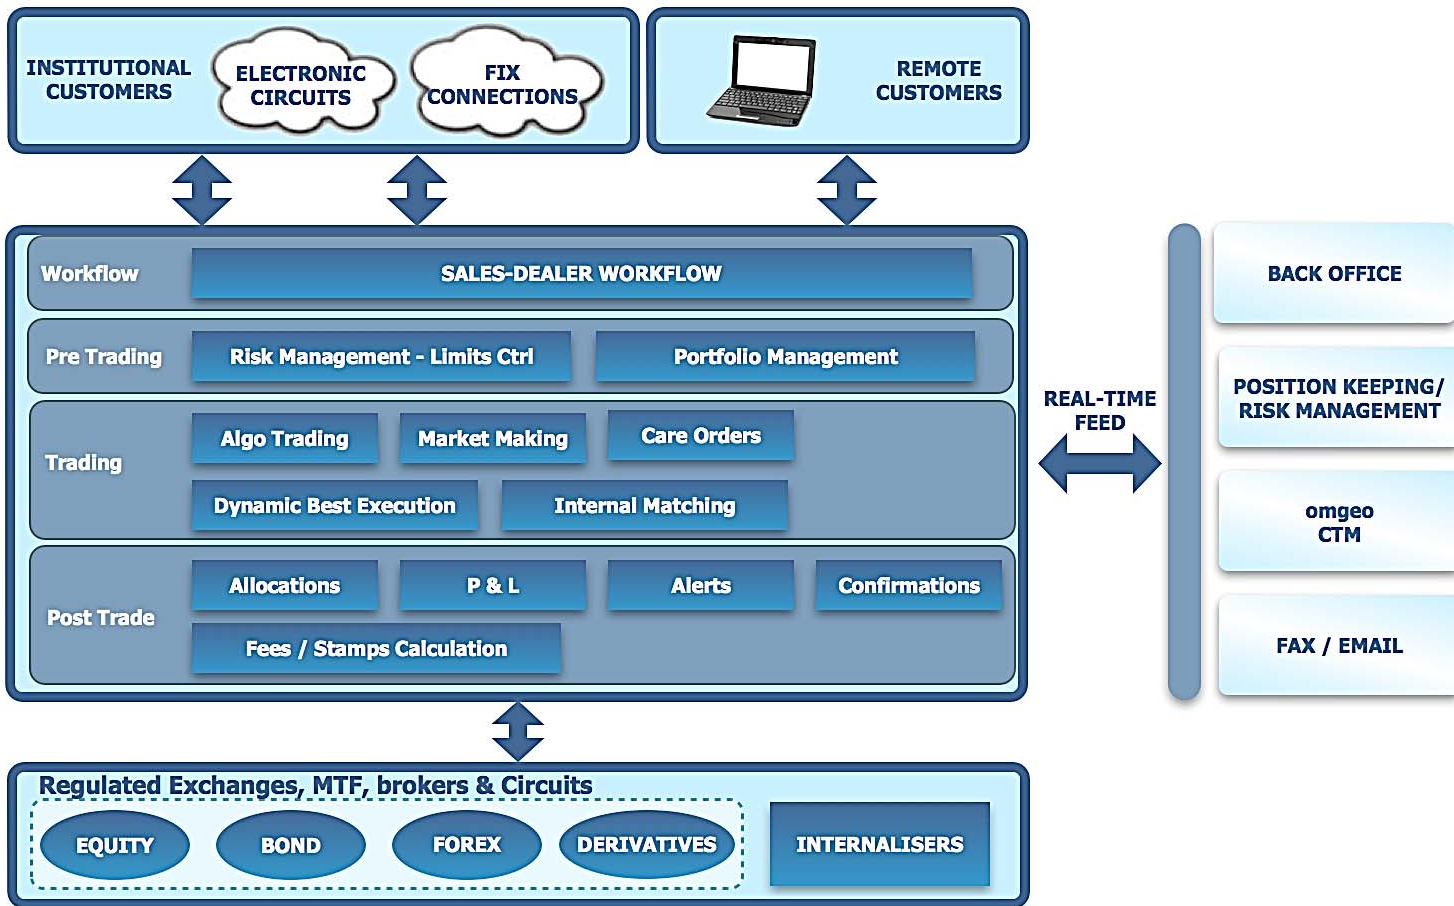 INSTITUTIONAL
CUSTOMERS
ELECTRONIC
CIRCUITS
FIX
CONNECTIONS
REMOTE
CUSTOMERS
Workflow
SALES-DEALER WORKFLOW
Pre Trading
Risk Management - Limits Ctrl
Portfolio Management
Trading
Algo Trading
Market Making
Care Orders
Dynamic Best Execution
Internal Matching
Post Trade
Allocations
P & L
Alerts
Confirmations
Fees / Stamps Calculation
REAL-TIME
FEED
BACK OFFICE
POSITION KEEPING/
RISK MANAGEMENT
omgeo
CTM
FAX / EMAIL
Regulated Exchanges, MTF, brokers & Circuits
EQUITY
BOND
FOREX
DERIVATIVES
INTERNALISERS